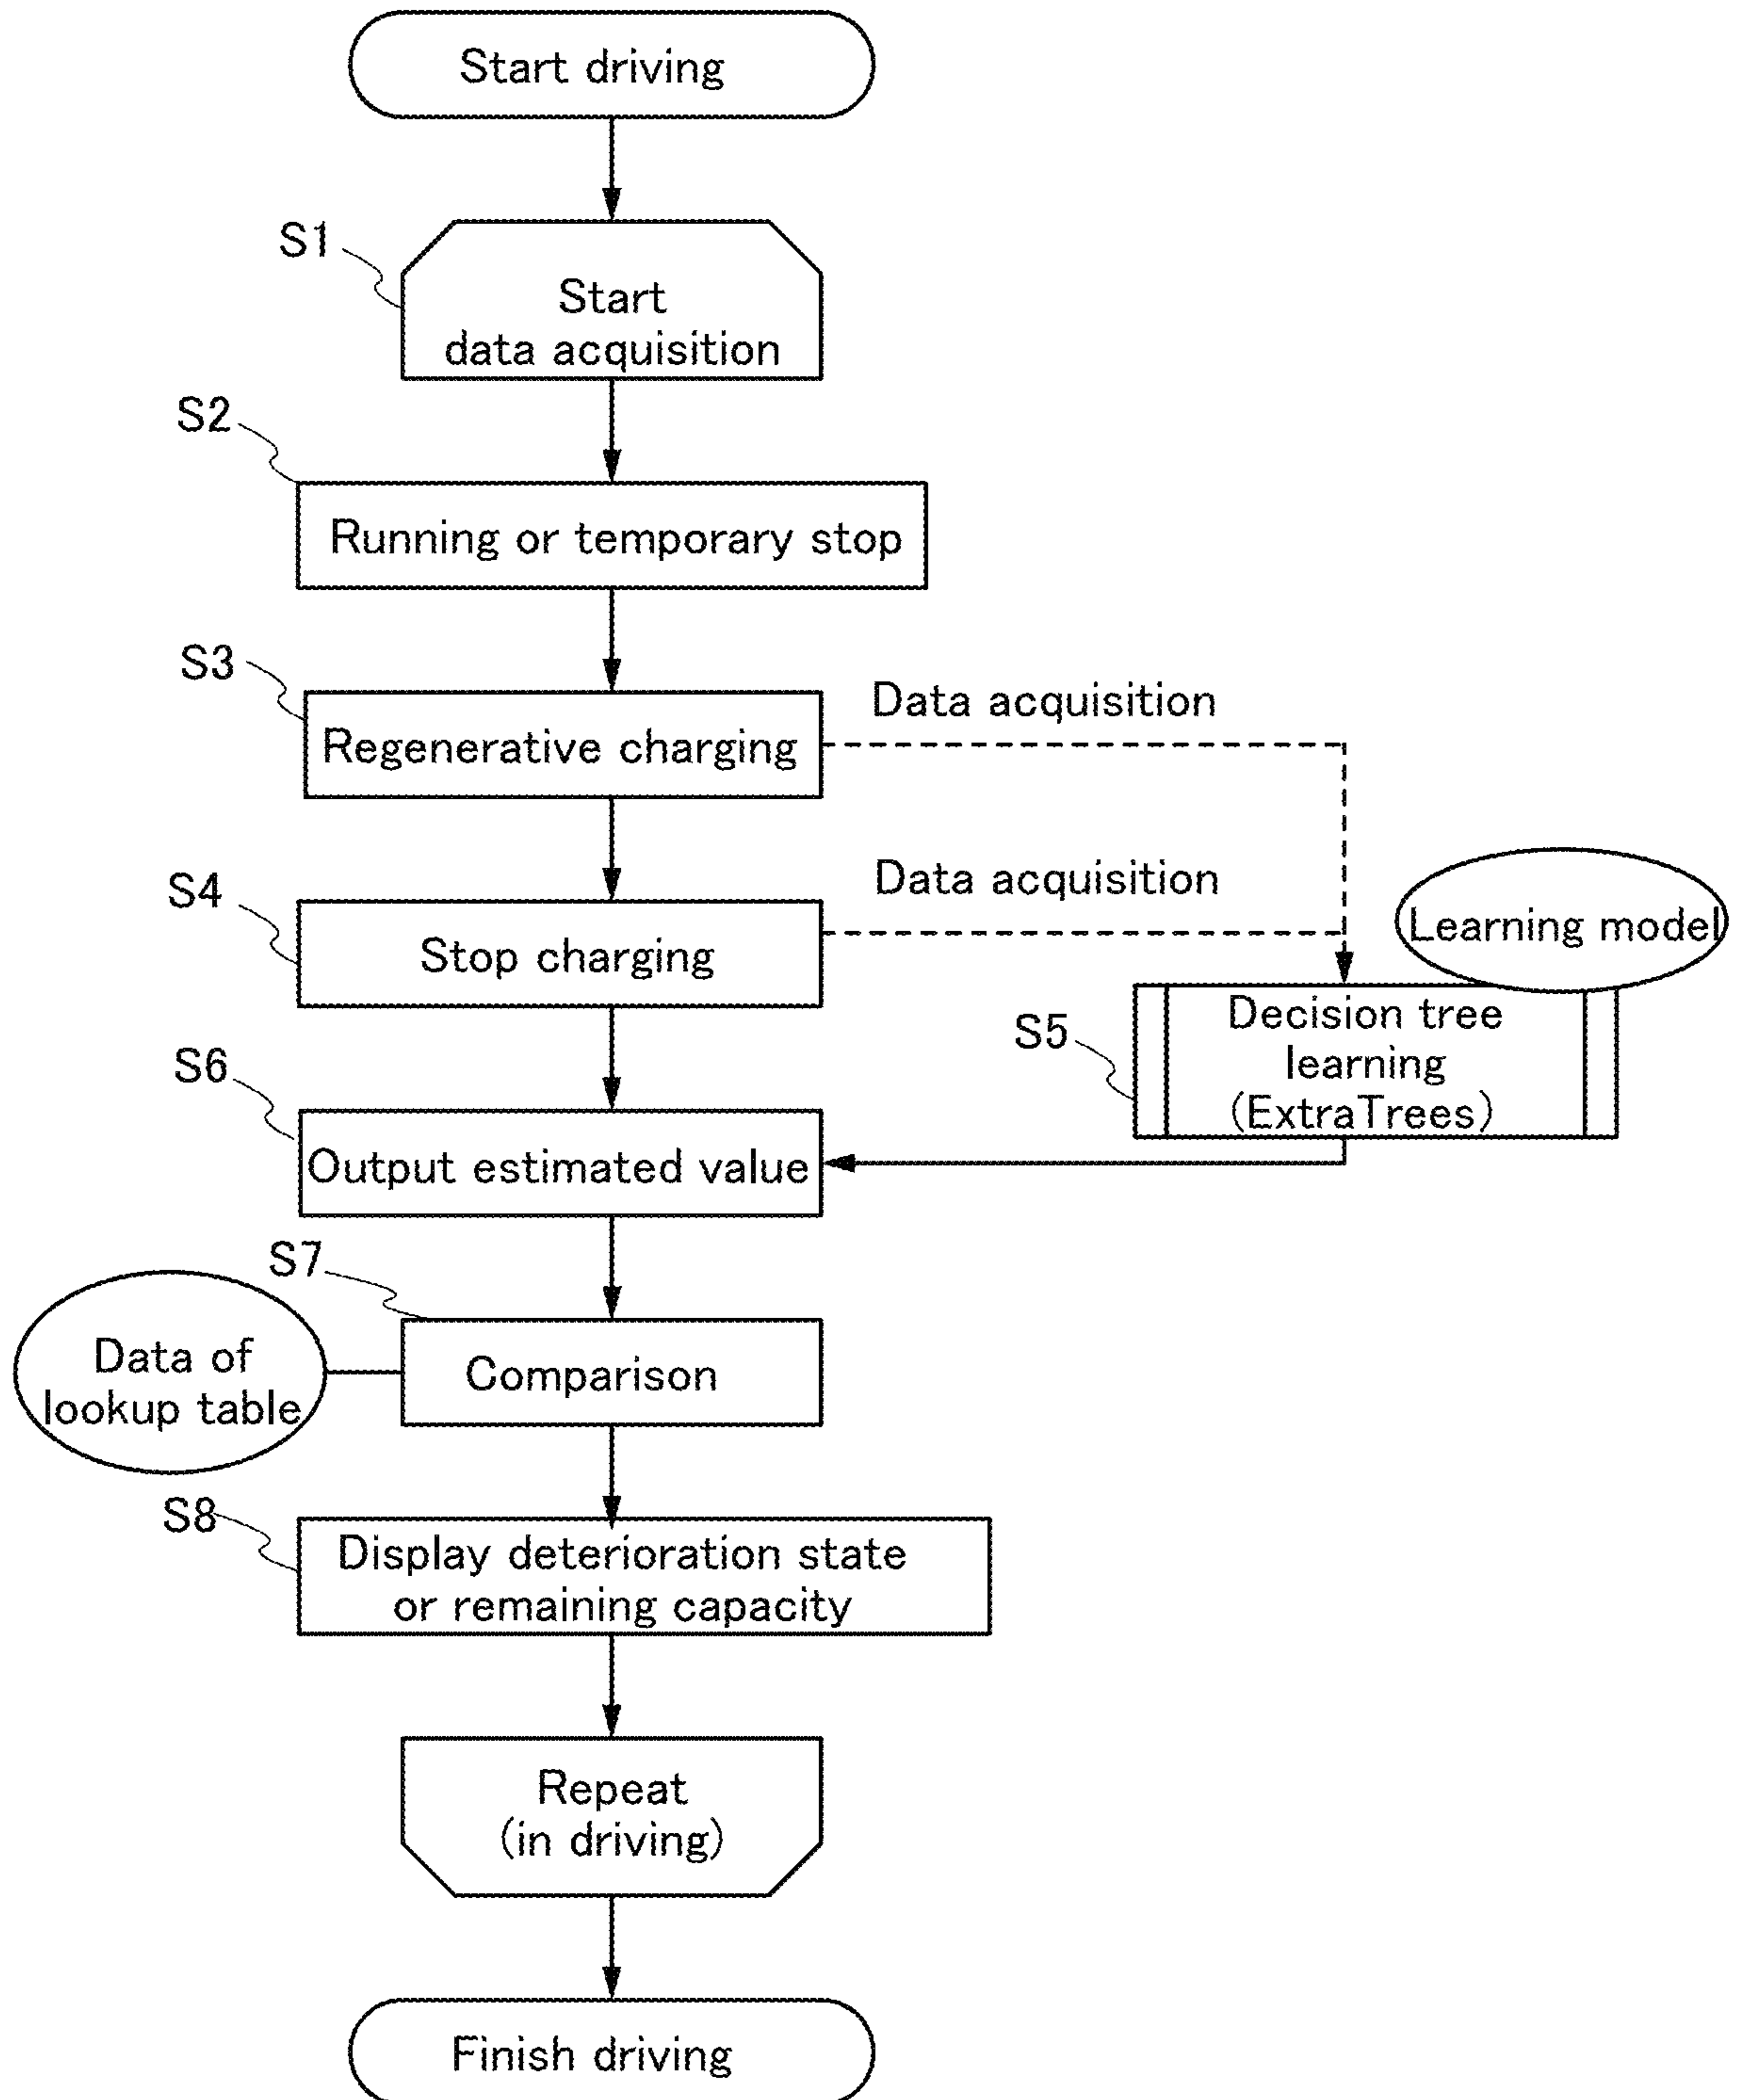 Start driving
S1
Start
data acquisition
S2
Running or temporary stop
S3
Regenerative charging
Data acquisition
S4
Stop charging
Data acquisition
Learning model
S5
Decision tree
learning
(ExtraTrees)
S6
Output estimated value
S7
Data of
lookup table
Comparison
S8
Display deterioration state
or remaining capacity
Repeat
(in driving)
Finish driving